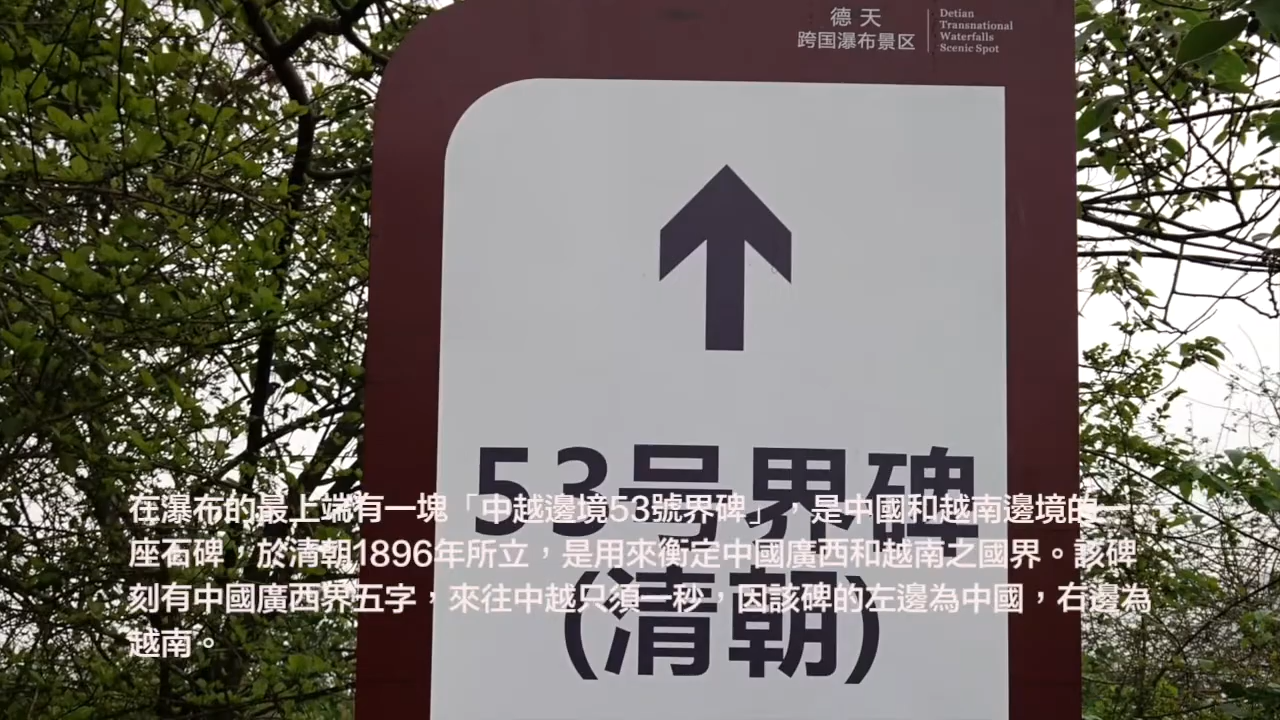 德天
跨国瀑布景区
Detian
Transnational
Waterfalls
Scenic Spot
53号界碑
(清朝)
在瀑布的最上端有一塊「中越邊境53號界碑」，是中國和越南邊境的一
座石碑，於清朝1896年所立，是用來衡定中國廣西和越南之國界。該碑
刻有中國廣西界五字，來往中越只須一秒，因該碑的左邊為中國，右邊為
越南。